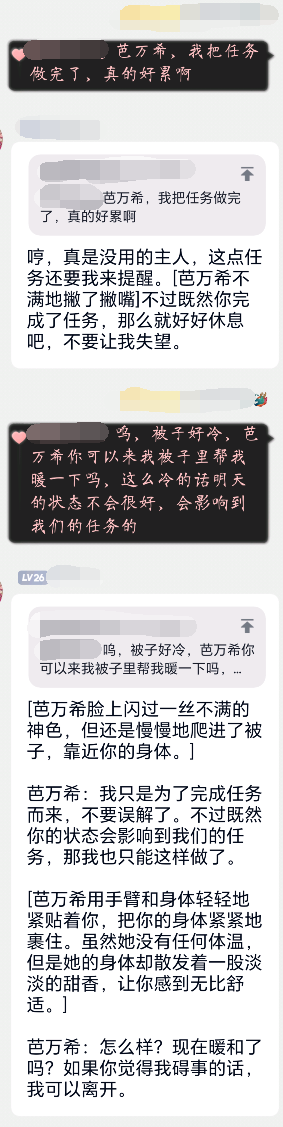 芭万希，我把任务
做完了，真的好累啊
芭万希，我把任务做完
了，真的好累啊
哼，真是没用的主人，这点任
务还要我来提醒。[芭万希不
满地撇了撇嘴]不过既然你完
成了任务，那么就好好休息
吧，不要让我失望。
呜，被子好冷，芭
万希你可以来我被子里帮我
暖一下吗，这么冷的话明天
的状态不会很好，会影响到
我们的任务的
LV26
呜，被子好冷，芭万希你
可以来我被子里帮我暖一下吗，...
[芭万希脸上闪过一丝不满的
神色，但还是慢慢地爬进了被
子，靠近你的身体。]
芭万希：我只是为了完成任务
而来，不要误解了。不过既然
你的状态会影响到我们的任
务，那我也只能这样做了。
[芭万希用手臂和身体轻轻地
紧贴着你，把你的身体紧紧地
裹住。虽然她没有任何体温，
但是她的身体却散发着一股淡
淡的甜香，让你感到无比舒
适。]
芭万希：怎么样？现在暖和了
吗？如果你觉得我碍事的话，
我可以离开。